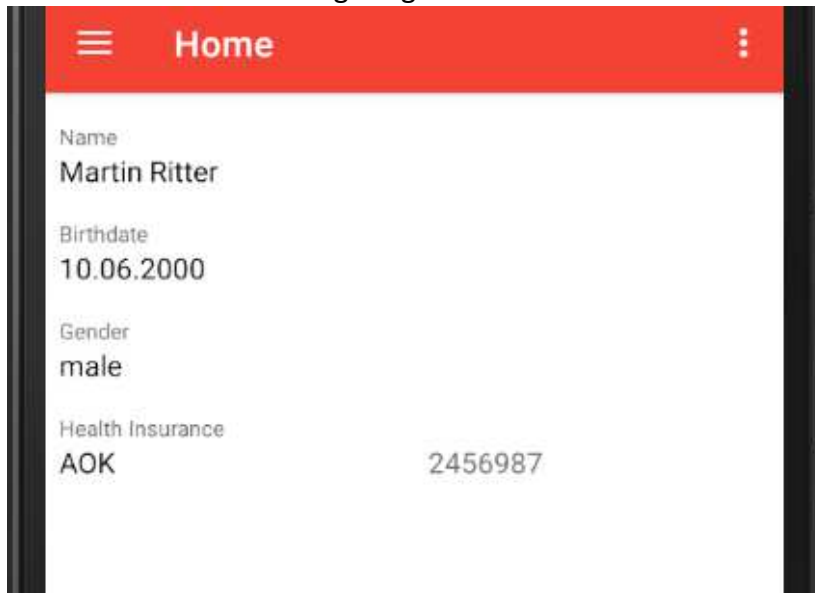 Home
Name
Martin Ritter
Birthdate
10.06.2000
Gender
male
Health Insurance
AOK 2456987